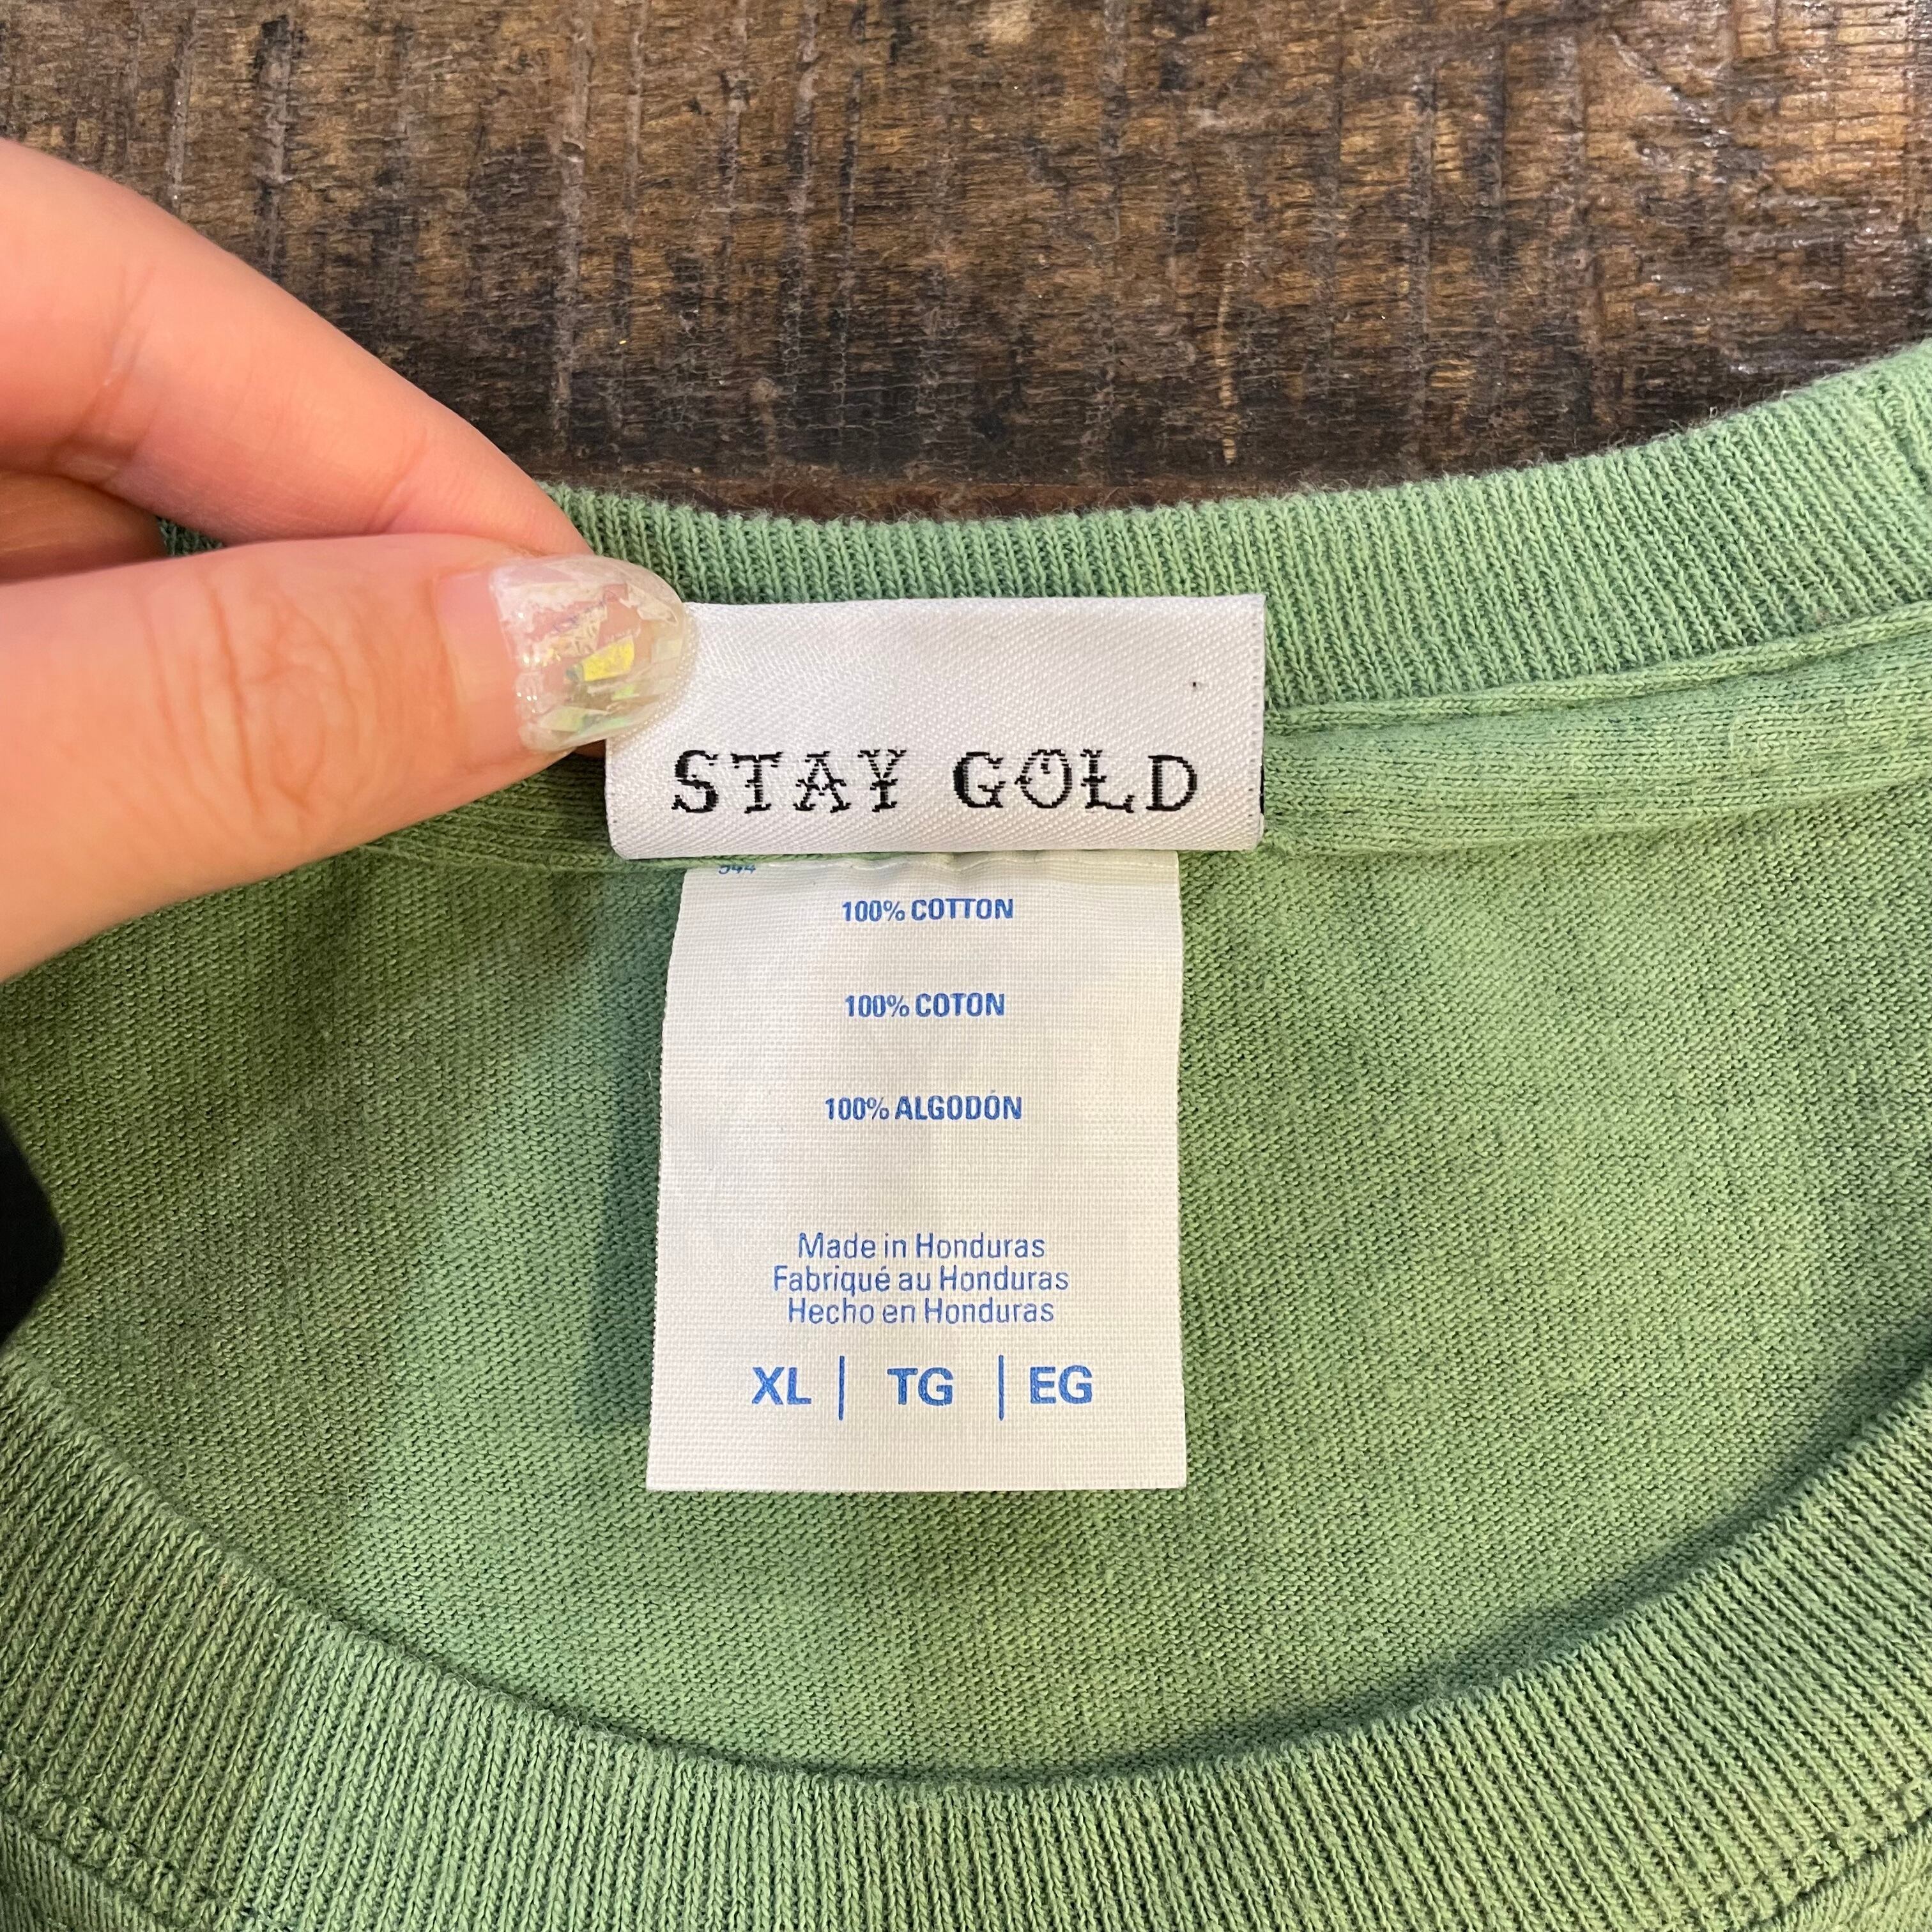 STAY GOLD
100% COTTON
100% COTON
100% ALGODÓN
Made in Honduras
Fabriqué au Honduras
Hecho en Honduras
XL | TG | EG